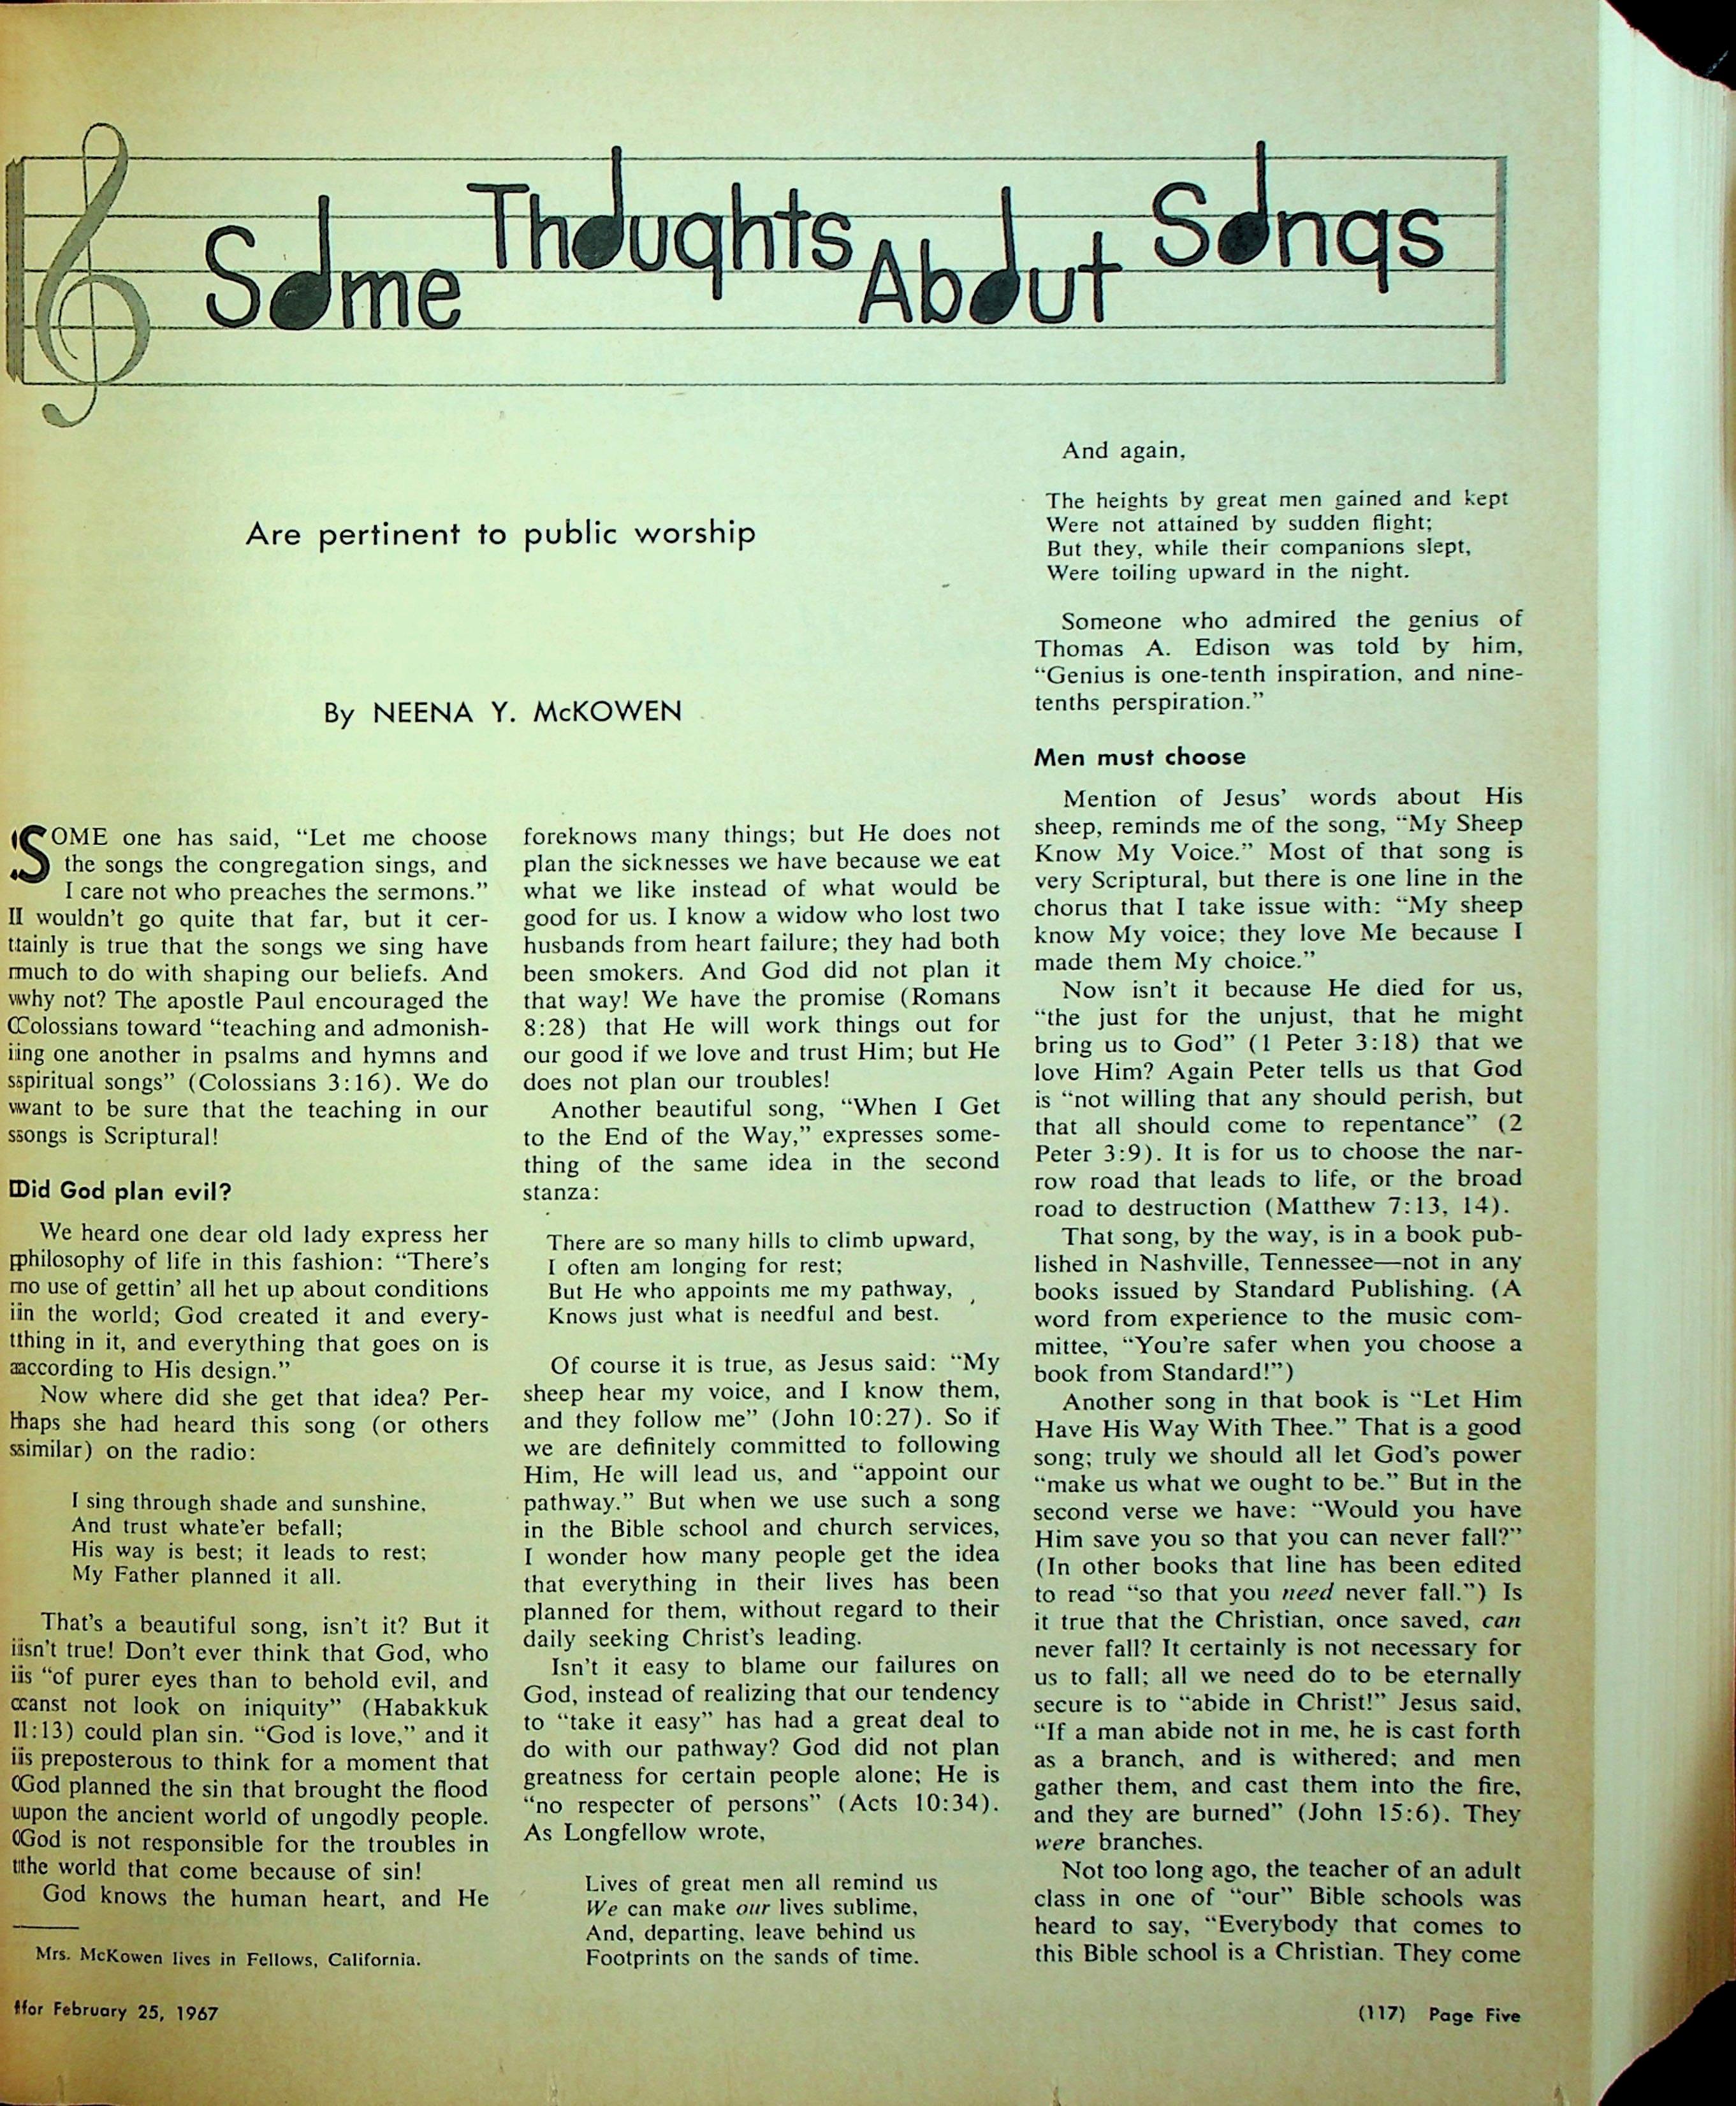 Some Thoughts About Songs
Are pertinent to public worship
By NEENA Y. McKOWEN
SOME one has said, “Let me choose
the songs the congregation sings, and
I care not who preaches the sermons.”
I wouldn't go quite that far, but it cer-
tainly is true that the songs we sing have
much to do with shaping our beliefs. And
why not? The apostle Paul encouraged the
Colossians toward “teaching and admonish-
ing one another in psalms and hymns and
spiritual songs” (Colossians 3:16). We do
want to be sure that the teaching in our
songs is Scriptural!
Did God plan evil?
We heard one dear old lady express her
philosophy of life in this fashion: “There's
no use of gettin' all het up about conditions
in the world; God created it and every-
thing in it, and everything that goes on is
according to His design.”
Now where did she get that idea? Per-
haps she had heard this song (or others
similar) on the radio:
I sing through shade and sunshine,
And trust whate'er befall;
His way is best; it leads to rest;
My Father planned it all.
That's a beautiful song, isn't it? But it
isn't true! Don't ever think that God, who
is “of purer eyes than to behold evil, and
canst not look on iniquity” (Habakkuk
1:13) could plan sin. “God is love,” and it
is preposterous to think for a moment that
God planned the sin that brought the flood
upon the ancient world of ungodly people.
God is not responsible for the troubles in
the world that come because of sin!
God knows the human heart, and He
Mrs. McKowen lives in Fellows, California.
foreknows many things; but He does not
plan the sicknesses we have because we eat
what we like instead of what would be
good for us. I know a widow who lost two
husbands from heart failure; they had both
been smokers. And God did not plan it
that way! We have the promise (Romans
8:28) that He will work things out for
our good if we love and trust Him; but He
does not plan our troubles!
Another beautiful song, “When I Get
to the End of the Way,” expresses some-
thing of the same idea in the second
stanza:
There are so many hills to climb upward,
I often am longing for rest;
But He who appoints me my pathway,
Knows just what is needful and best.
Of course it is true, as Jesus said: “My
sheep hear my voice, and I know them,
and they follow me” (John 10:27). So if
we are definitely committed to following
Him, He will lead us, and “appoint our
pathway.” But when we use such a song
in the Bible school and church services,
I wonder how many people get the idea
that everything in their lives has been
planned for them, without regard to their
daily seeking Christ's leading.
Isn't it easy to blame our failures on
God, instead of realizing that our tendency
to “take it easy” has had a great deal to
do with our pathway? God did not plan
greatness for certain people alone; He is
“no respecter of persons” (Acts 10:34).
As Longfellow wrote,
Lives of great men all remind us
We can make our lives sublime,
And, departing, leave behind us
Footprints on the sands of time.
And again,
The heights by great men gained and kept
Were not attained by sudden flight;
But they, while their companions slept,
Were toiling upward in the night.
Someone who admired the genius of
Thomas A. Edison was told by him,
“Genius is one-tenth inspiration, and nine-
tenths perspiration.”
Men must choose
Mention of Jesus' words about His
sheep, reminds me of the song, “My Sheep
Know My Voice.” Most of that song is
very Scriptural, but there is one line in the
chorus that I take issue with: “My sheep
know My voice; they love Me because I
made them My choice.”
Now isn't it because He died for us,
“the just for the unjust, that he might
bring us to God” (1 Peter 3:18) that we
love Him? Again Peter tells us that God
is “not willing that any should perish, but
that all should come to repentance” (2
Peter 3:9). It is for us to choose the nar-
row road that leads to life, or the broad
road to destruction (Matthew 7:13, 14).
That song, by the way, is in a book pub-
lished in Nashville, Tennessee—not in any
books issued by Standard Publishing. (A
word from experience to the music com-
mittee, “You're safer when you choose a
book from Standard!”)
Another song in that book is “Let Him
Have His Way With Thee.” That is a good
song; truly we should all let God's power
“make us what we ought to be.” But in the
second verse we have: “Would you have
Him save you so that you can never fall?”
(In other books that line has been edited
to read “so that you need never fall.”) Is
it true that the Christian, once saved, can
never fall? It certainly is not necessary for
us to fall; all we need do to be eternally
secure is to “abide in Christ!” Jesus said,
“If a man abide not in me, he is cast forth
as a branch, and is withered; and men
gather them, and cast them into the fire,
and they are burned” (John 15:6). They
were branches.
Not too long ago, the teacher of an adult
class in one of “our” Bible schools was
heard to say, “Everybody that comes to
this Bible school is a Christian. They come
for February 25, 1967
(117) Page Five